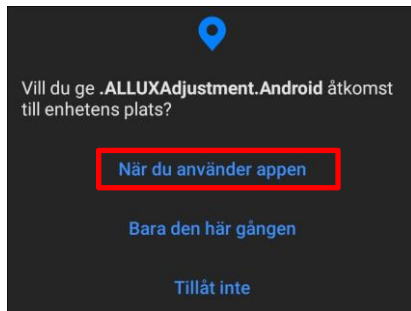 Vill du ge .ALLUXAdjustment.Android åtkomst
till enhetens plats?
När du använder appen
Bara den här gången
Tillåt inte